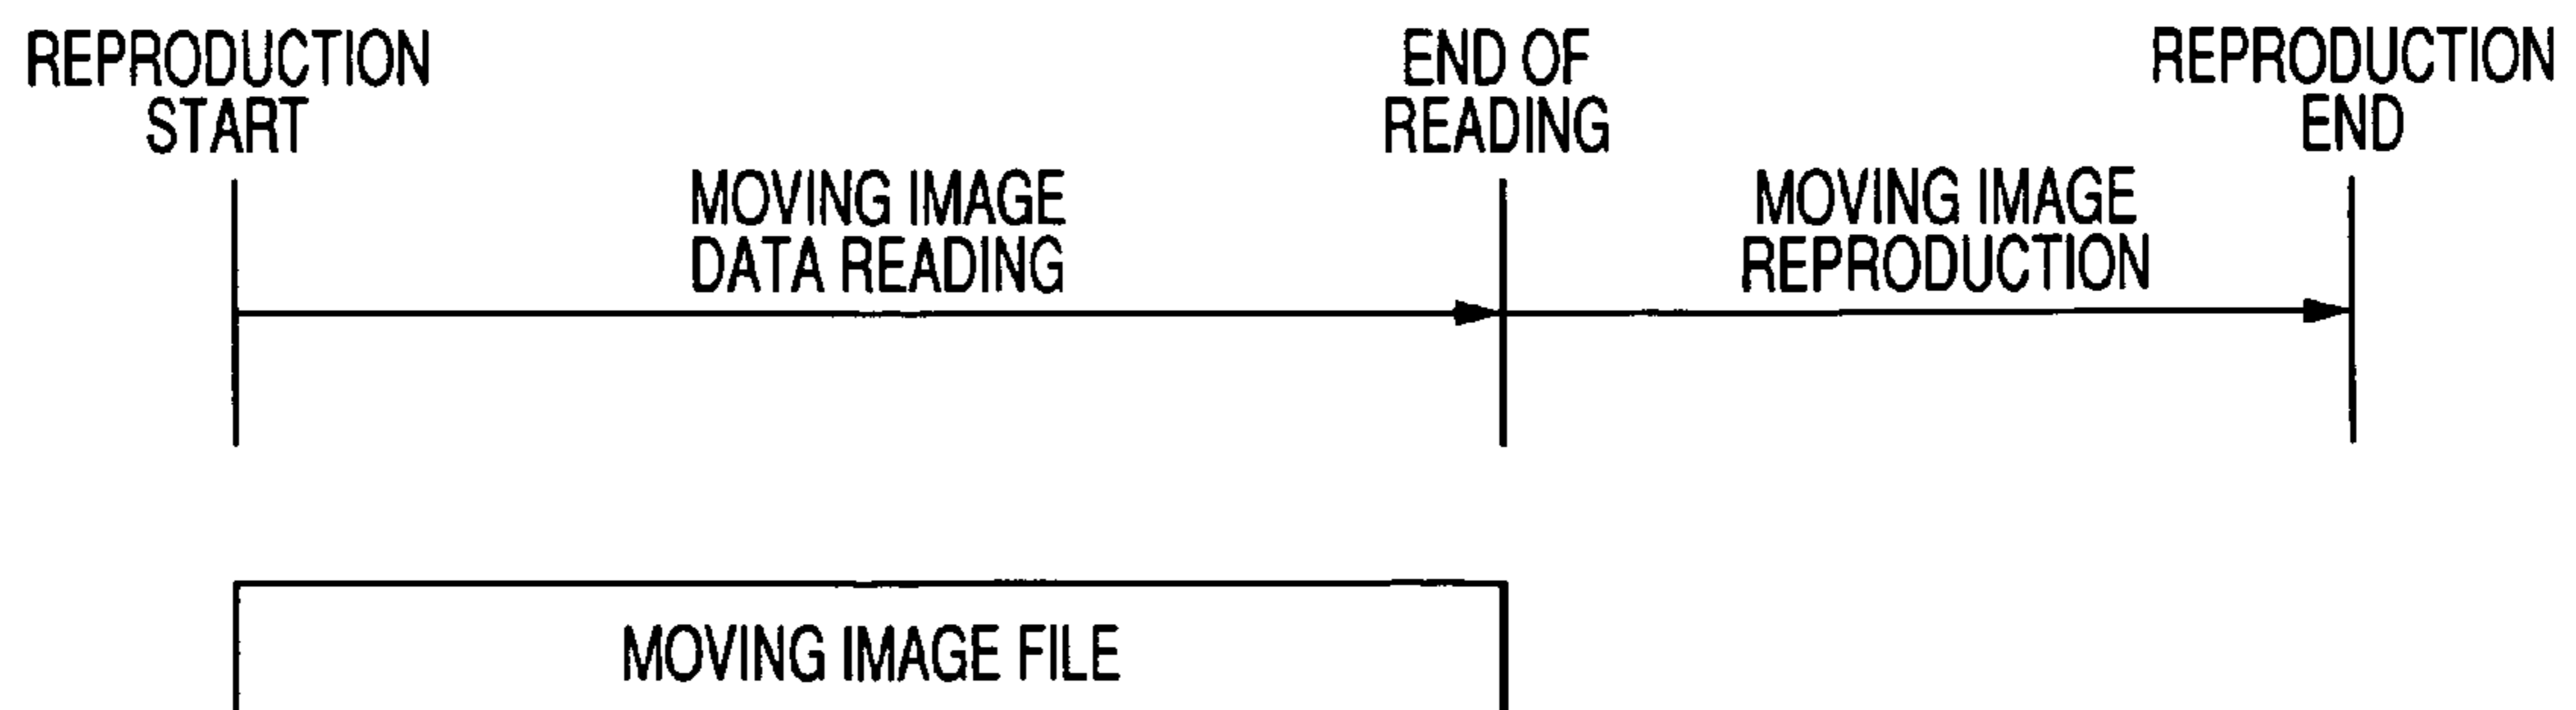 REPRODUCTION
START
END OF
READING
REPRODUCTION
END
MOVING IMAGE
DATA READING
MOVING IMAGE
REPRODUCTION
MOVING IMAGE FILE